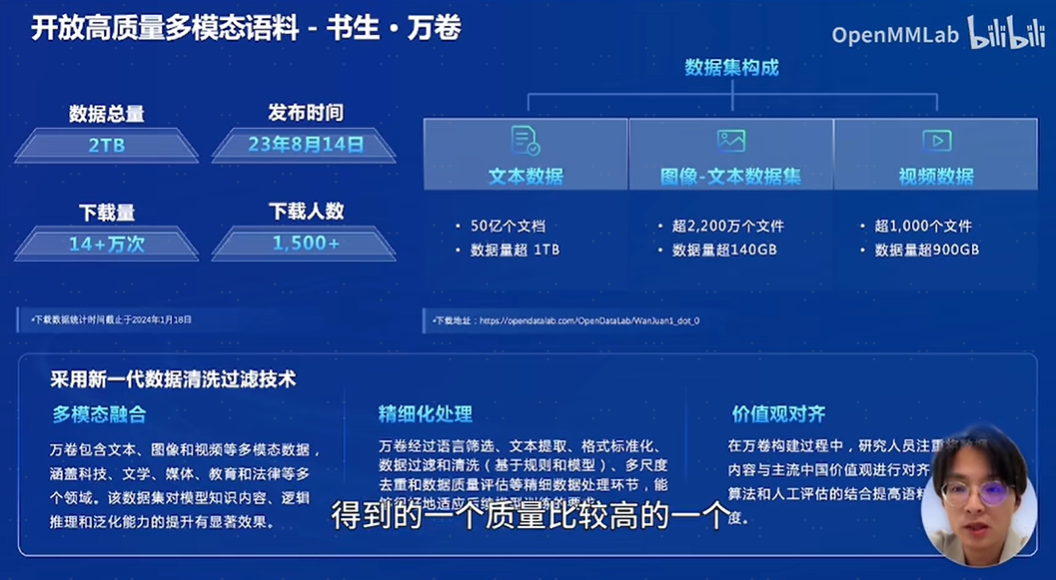 开放高质量多模态语料 - 书生·万卷
OpenMMLab bilibili
数据总量
2TB
发布时间
23年8月14日
下载量
14+万次
下载人数
1,500+
•下载数据统计时间截止于2024年1月18日
数据集构成
文本数据
• 50亿个文档
• 数据量超 1TB
图像-文本数据集
• 超2,200万个文件
• 数据量超140GB
视频数据
• 超1,000个文件
• 数据量超900GB
•下载地址：https://opendatalab.com/OpenDataLab/WanJuan1_dot_0
采用新一代数据清洗过滤技术
多模态融合
万卷包含文本、图像和视频等多模态数据，
涵盖科技、文学、媒体、教育和法律等多
个领域。该数据集对模型知识内容、逻辑
推理和泛化能力的提升有显著效果。
精细化处理
万卷经过语言筛选、文本提取、格式标准化、
数据过滤和清洗（基于规则和模型）、多尺度
去重和数据质量评估等精细数据处理环节，能
价值观对齐
在万卷构建过程中，研究人员注重
内容与主流中国价值观进行对齐
算法和人工评估的结合提高语料
度。
得到的一个质量比较高的一个